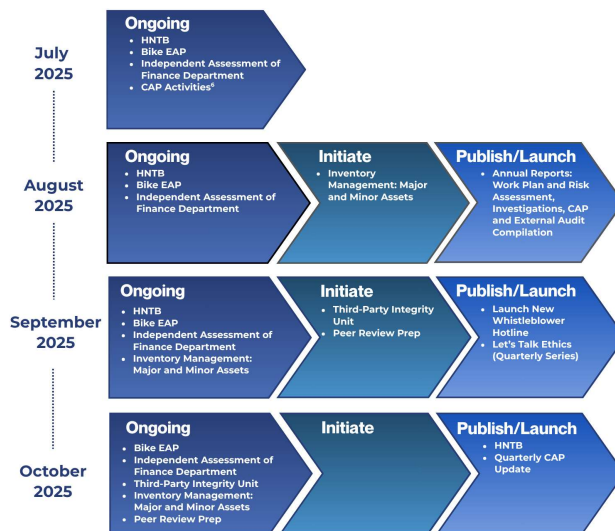 July
2025
Ongoing
• HNTB
• Bike EAP
• Independent Assessment of
Finance Department
• CAP Activities⁶
August
2025
Ongoing
• HNTB
• Bike EAP
• Independent Assessment of
Finance Department
Initiate
• Inventory
Management: Major
and Minor Assets
Publish/Launch
• Annual Reports:
Work Plan and Risk
Assessment,
Investigations, CAP
and External Audit
Compilation
September
2025
Ongoing
• HNTB
• Bike EAP
• Independent Assessment of
Finance Department
• Inventory Management:
Major and Minor Assets
Initiate
• Third-Party Integrity
Unit
• Peer Review Prep
Publish/Launch
• Launch New
Whistleblower
Hotline
• Let's Talk Ethics
(Quarterly Series)
October
2025
Ongoing
• Bike EAP
• Independent Assessment of
Finance Department
• Third-Party Integrity Unit
• Inventory Management:
Major and Minor Assets
• Peer Review Prep
Initiate
Publish/Launch
• HNTB
• Quarterly CAP
Update